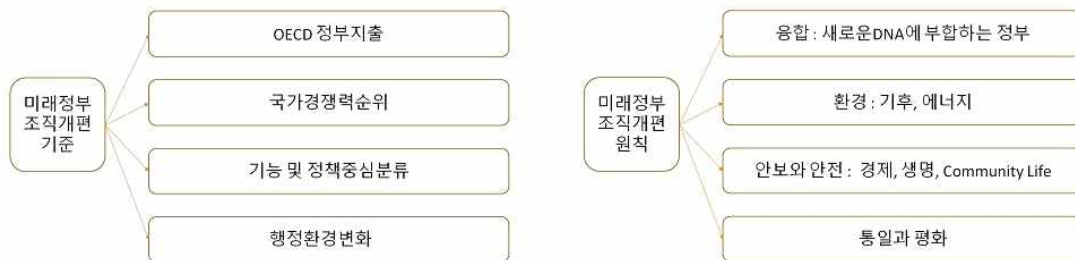 미래정부
조직개편
기준
OECD 정부지출
국가경쟁력순위
기능 및 정책중심분류
행정환경변화
미래정부
조직개편
원칙
융합 : 새로운DNA에 부합하는 정부
환경 : 기후, 에너지
안보와 안전 : 경제, 생명, Community Life
통일과 평화